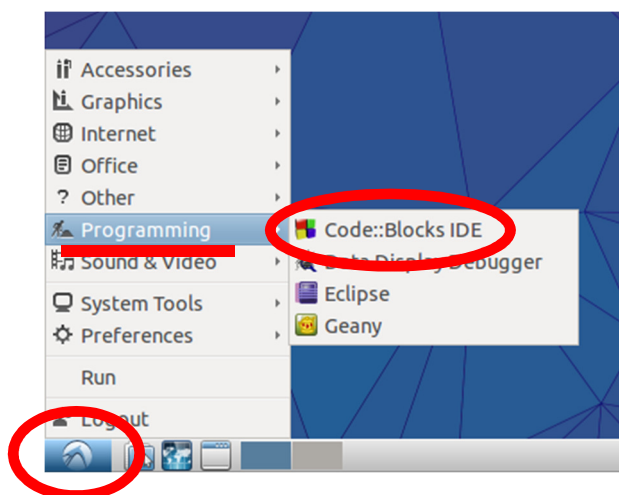 Accessories
Graphics
Internet
Office
Other
Programming
Code::Blocks IDE
Sound & Video
Data Display Debugger
System Tools
Eclipse
Preferences
Geany
Run
Logout